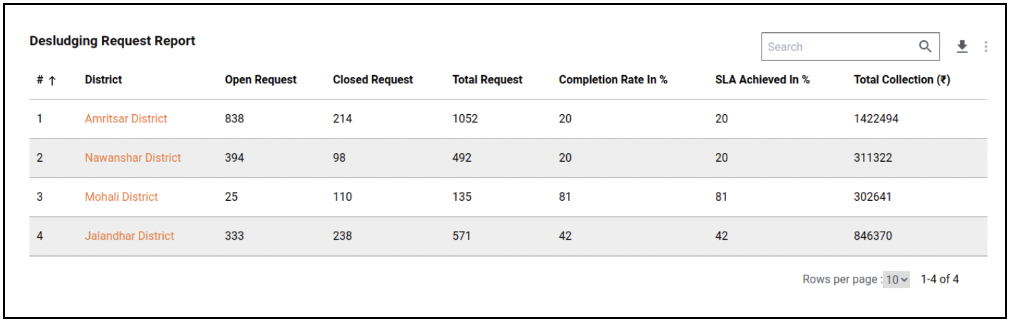 Desludging Request Report
Search
# ↑ District Open Request Closed Request Total Request Completion Rate In % SLA Achieved In % Total Collection (₹)
1 Amritsar District 838 214 1052 20 20 1422494
2 Nawanshar District 394 98 492 20 20 311322
3 Mohali District 25 110 135 81 81 302641
4 Jalandhar District 333 238 571 42 42 846370
Rows per page : 10 1-4 of 4